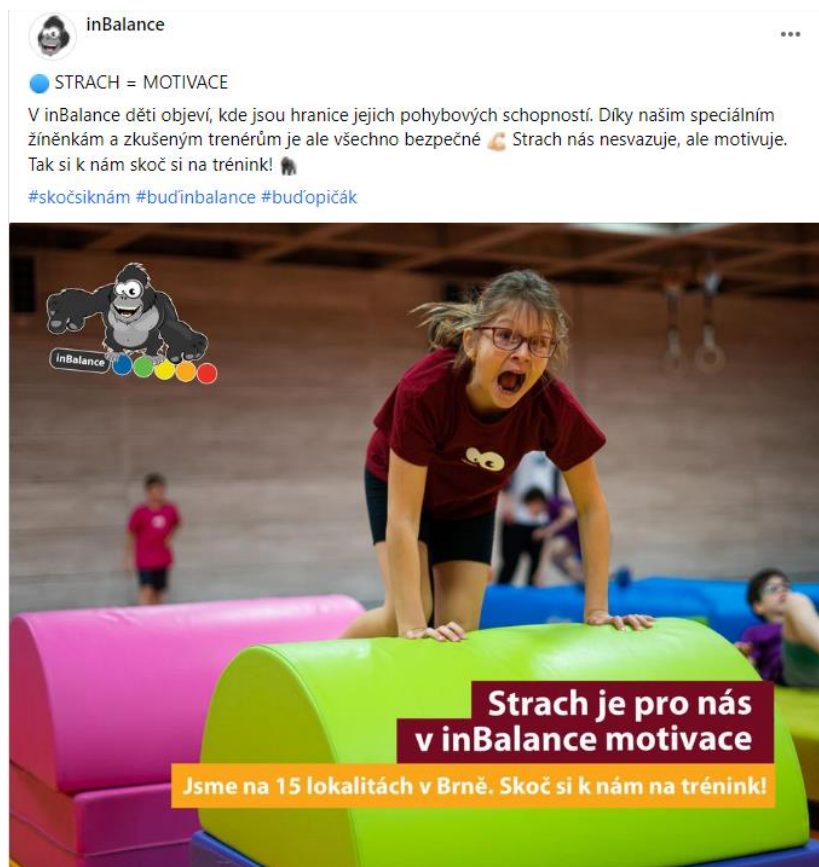 inBalance
🔵 STRACH = MOTIVACE
V inBalance děti objeví, kde jsou hranice jejich pohybových schopností. Díky našim speciálním
žíněnkám a zkušeným trenérům je ale všechno bezpečné 💪🏻 Strach nás nesvazuje, ale motivuje.
Tak si k nám skoč si na trénink! 🦍
#skočsiknám #buďinbalance #buďopičák
inBalance
Strach je pro nás
v inBalance motivace
Jsme na 15 lokalitách v Brně. Skoč si k nám na trénink!